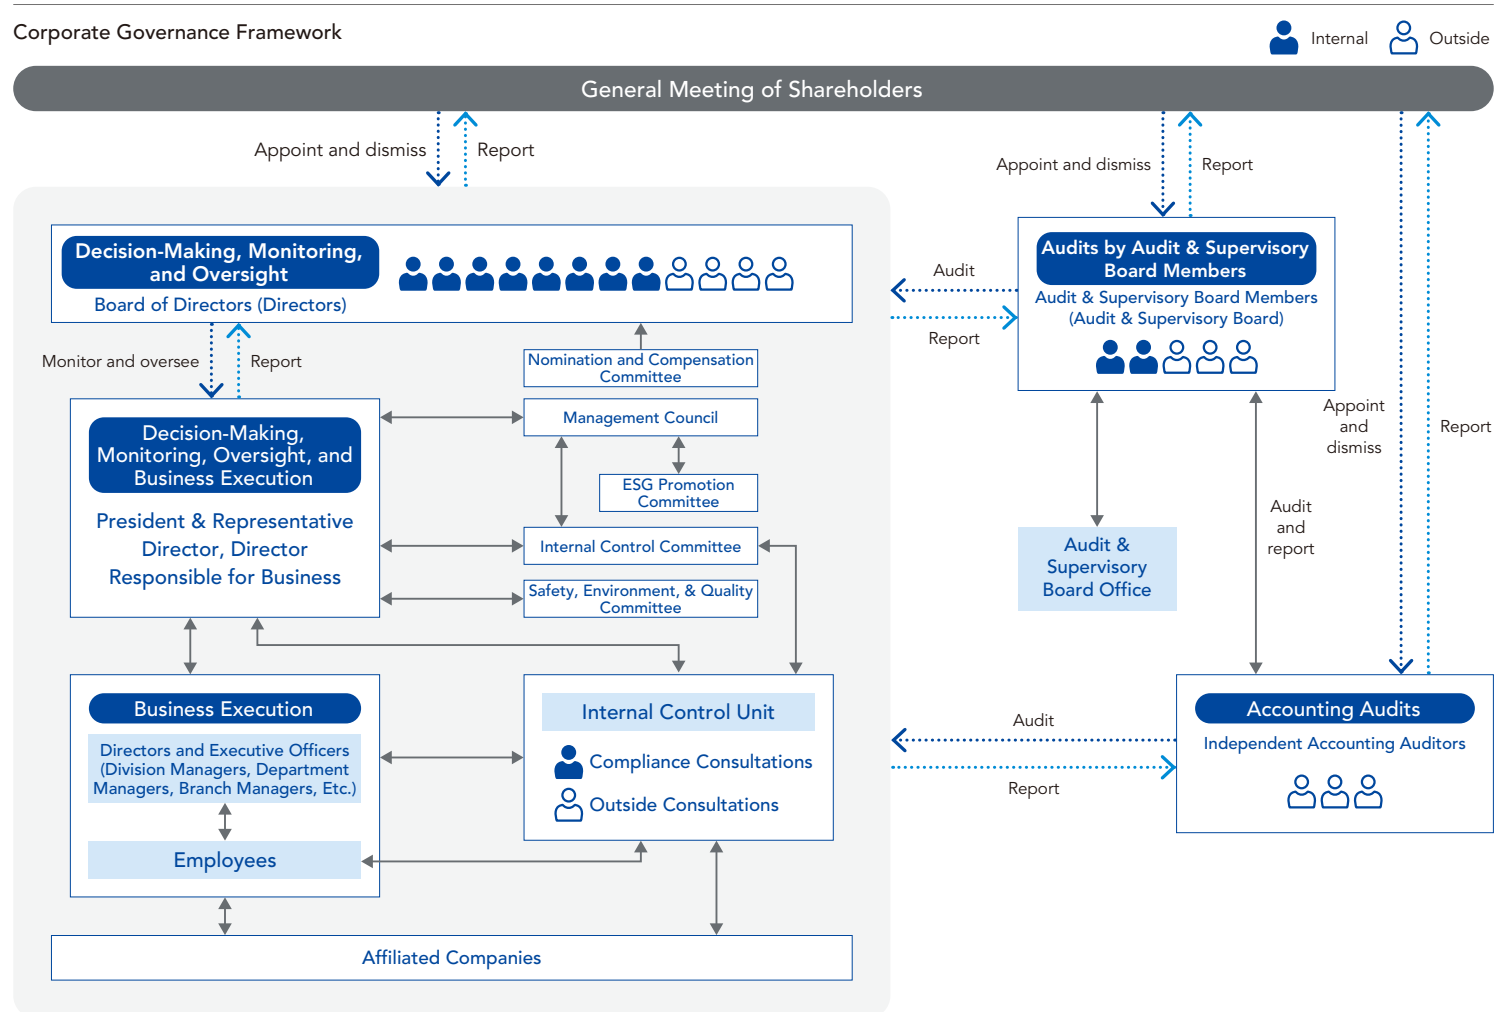 Corporate Governance Framework
Internal
Outside
General Meeting of Shareholders
Appoint and dismiss
Report
Appoint and dismiss
Report
Decision-Making, Monitoring,
and Oversight
Board of Directors (Directors)
Audit
Report
Audits by Audit & Supervisory
Board Members
Audit & Supervisory Board Members
(Audit & Supervisory Board)
Monitor and oversee
Report
Nomination and Compensation
Committee
Management Council
ESG Promotion
Committee
Internal Control Committee
Safety, Environment, & Quality
Committee
Decision-Making,
Monitoring, Oversight, and
Business Execution
President & Representative
Director, Director
Responsible for Business
Appoint
and
dismiss
Report
Audit
and
report
Audit &
Supervisory
Board Office
Business Execution
Directors and Executive Officers
(Division Managers, Department
Managers, Branch Managers, Etc.)
Employees
Internal Control Unit
Compliance Consultations
Outside Consultations
Audit
Report
Accounting Audits
Independent Accounting Auditors
Affiliated Companies